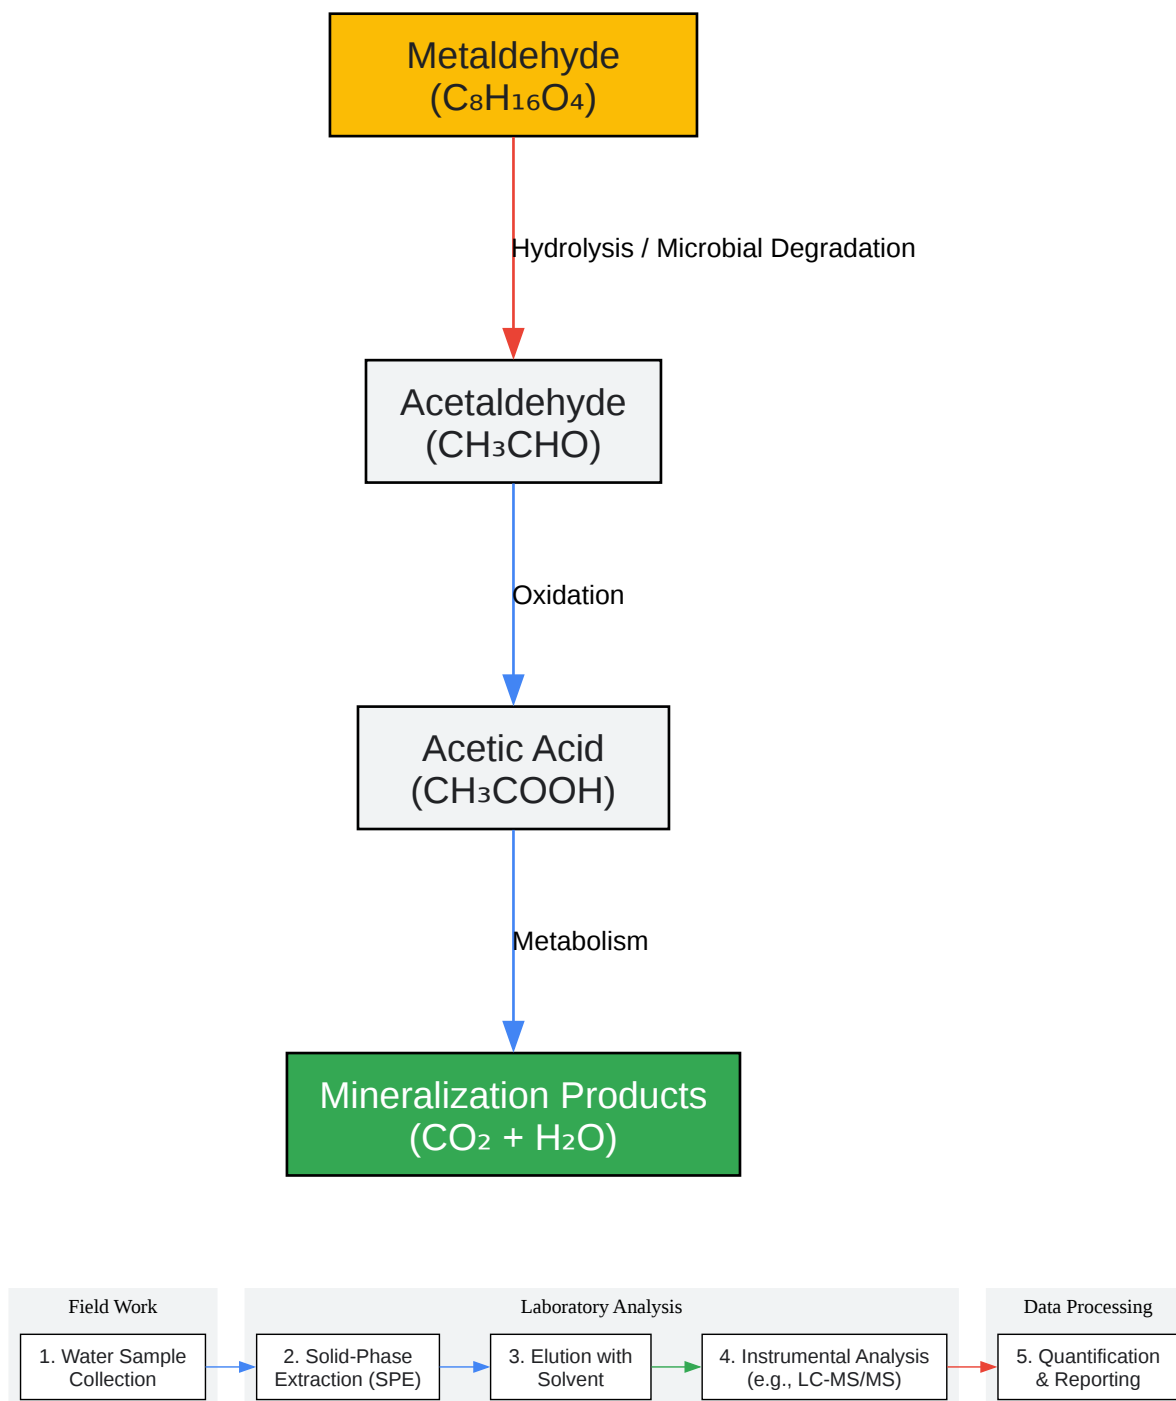 Metaldehyde
(C₈H₁₆O₄)
Hydrolysis / Microbial Degradation
Acetaldehyde
(CH₃CHO)
Oxidation
Acetic Acid
(CH₃COOH)
Metabolism
Mineralization Products
(CO₂ + H₂O)
Field Work
1. Water Sample
Collection
Laboratory Analysis
2. Solid-Phase
Extraction (SPE)
3. Elution with
Solvent
4. Instrumental Analysis
(e.g., LC-MS/MS)
Data Processing
5. Quantification
& Reporting